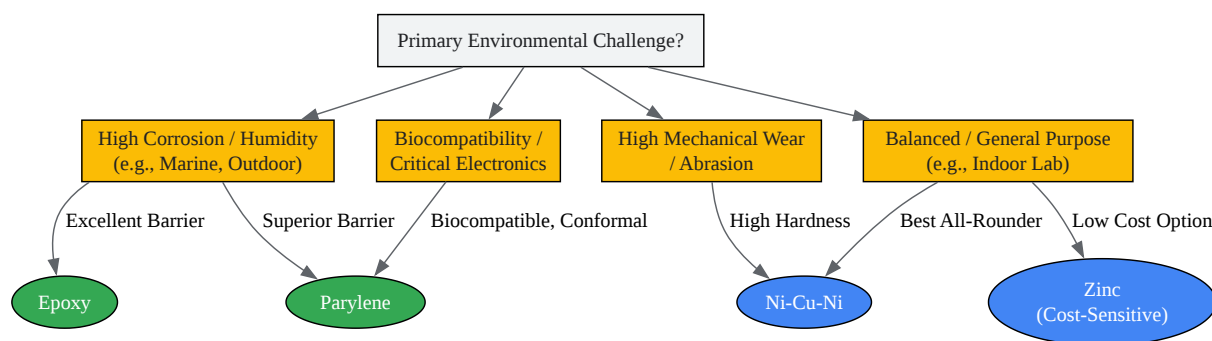 Primary Environmental Challenge?
High Corrosion / Humidity
(e.g., Marine, Outdoor)
Biocompatibility /
Critical Electronics
High Mechanical Wear
/ Abrasion
Balanced / General Purpose
(e.g., Indoor Lab)
Excellent Barrier
Superior Barrier
Biocompatible, Conformal
High Hardness
Best All-Rounder
Low Cost Option
Epoxy
Parylene
Ni-Cu-Ni
Zinc
(Cost-Sensitive)